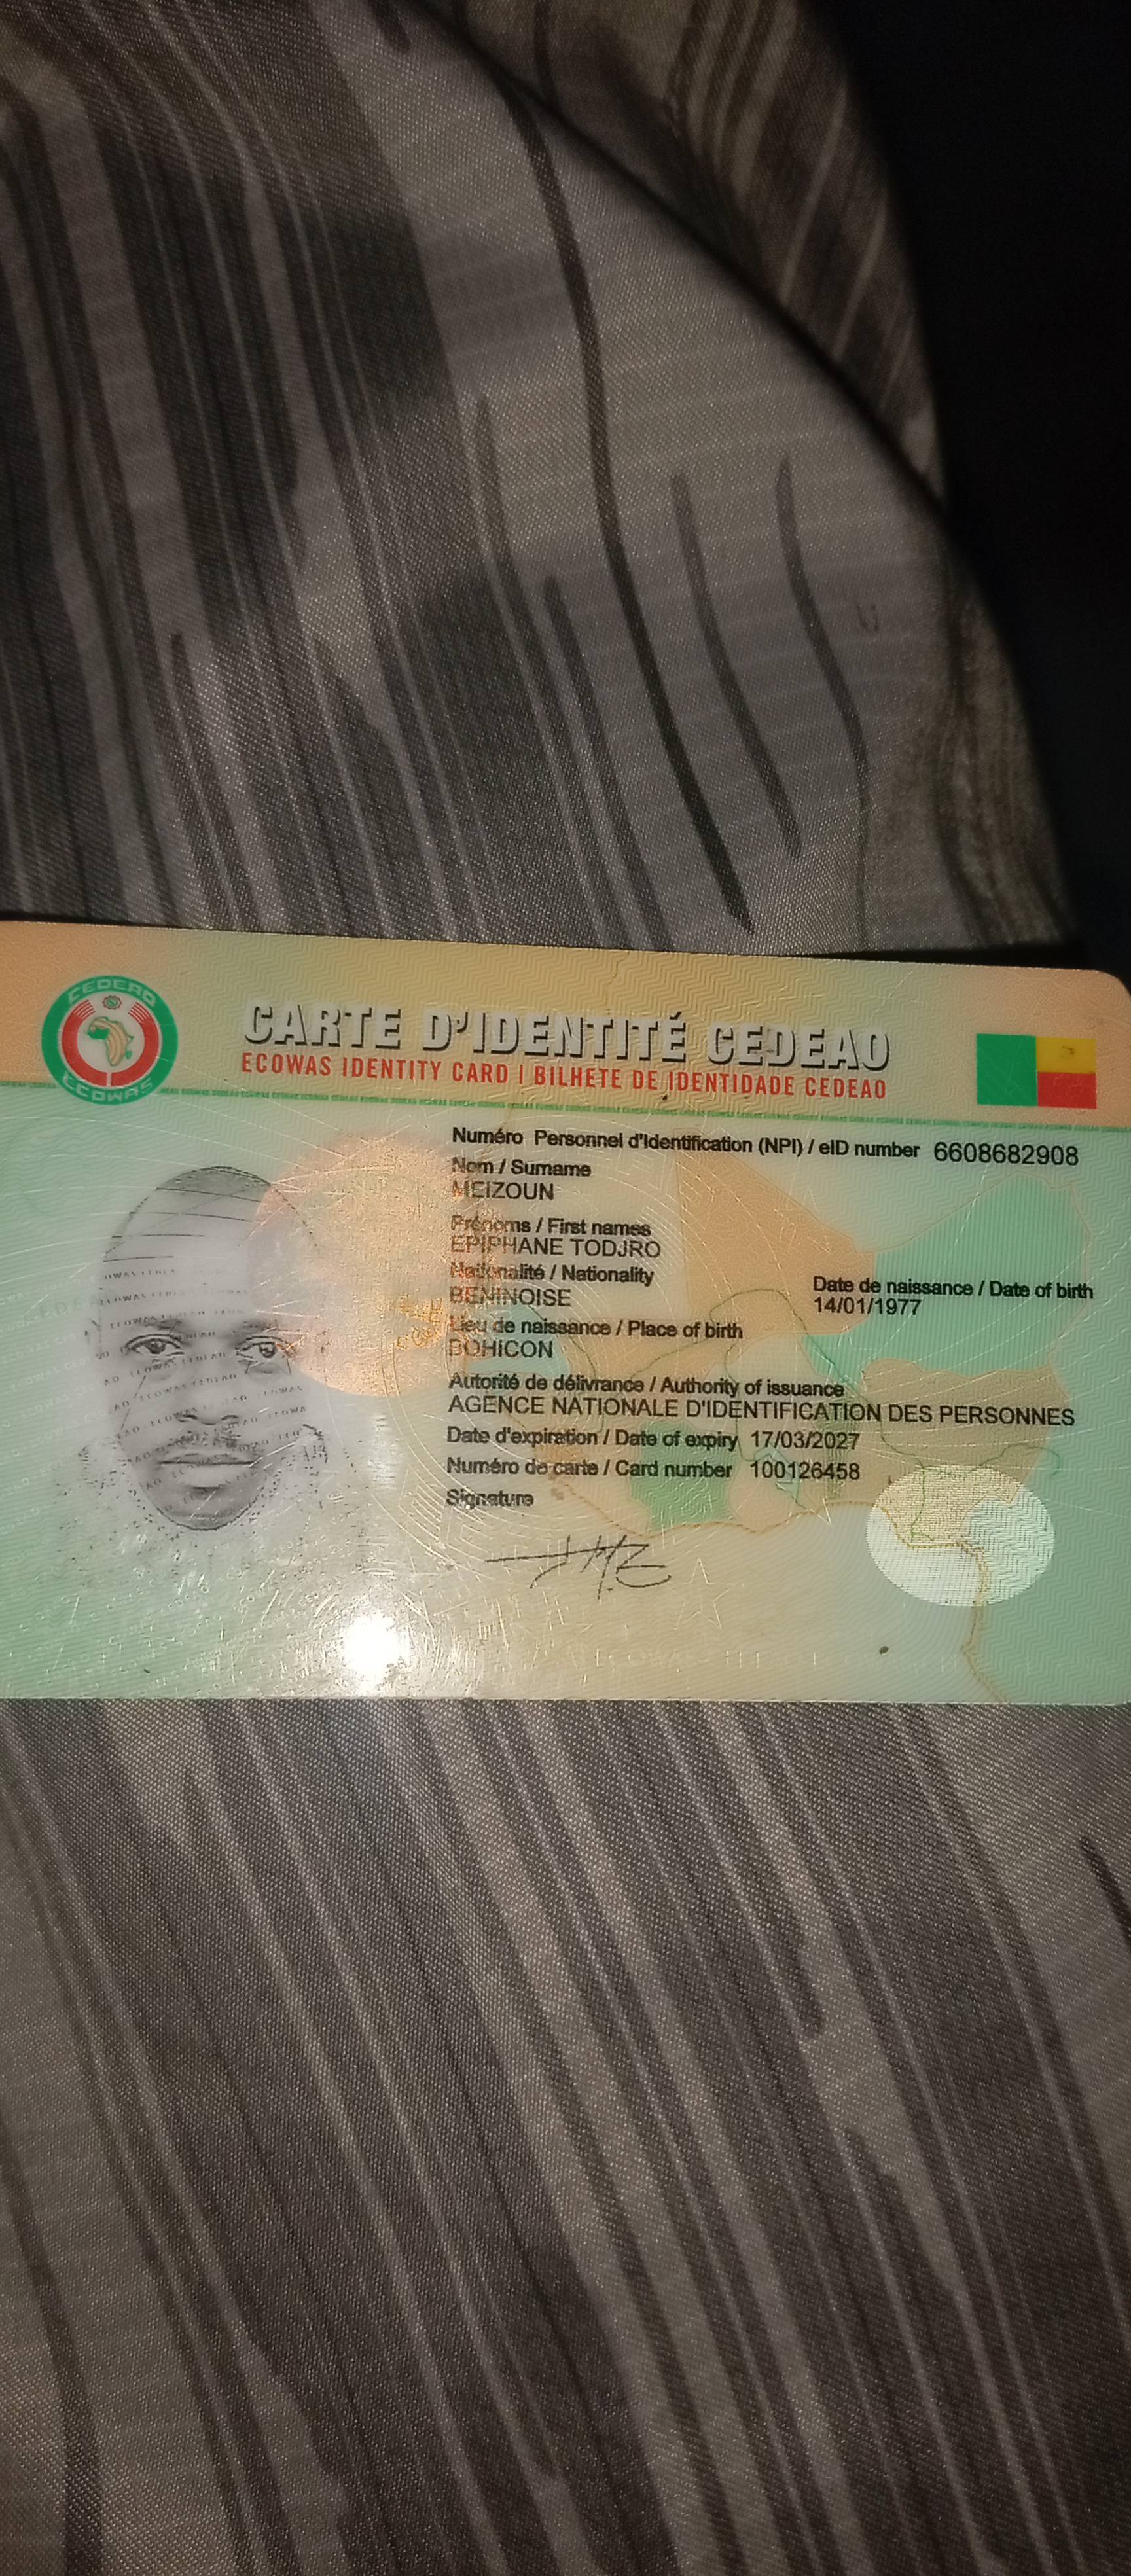 CEDEAO
ECOWAS
CARTE D'IDENTITÉ CEDEAO
ECOWAS IDENTITY CARD | BILHETE DE IDENTIDADE CEDEAO
Numéro Personnel d'Identification (NPI) / eID number 6608682908
Nom / Surname
MEIZOUN
Prénoms / First names
EPIPHANE TODJRO
Nationalité / Nationality
BENINOISE
Date de naissance / Date of birth
14/01/1977
Lieu de naissance / Place of birth
BOHICON
Autorité de délivrance / Authority of issuance
AGENCE NATIONALE D'IDENTIFICATION DES PERSONNES
Date d'expiration / Date of expiry 17/03/2027
Numéro de carte / Card number 100126458
Signature